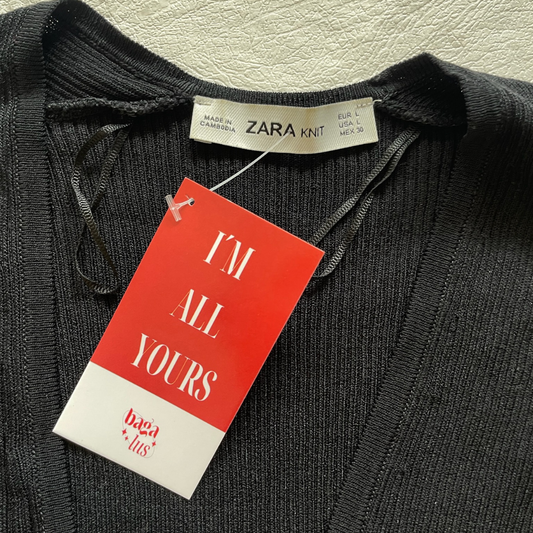 MADE IN
CAMBODIA
ZARA KNIT
EUR L
USA L
MEX 30
I'M
ALL
YOURS
baga
lus